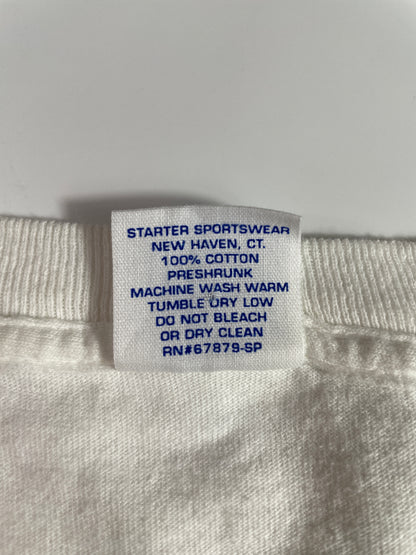 STARTER SPORTSWEAR
NEW HAVEN, CT.
100% COTTON
PRESHRUNK
MACHINE WASH WARM
TUMBLE DRY LOW
DO NOT BLEACH
OR DRY CLEAN
RN#67879-SP